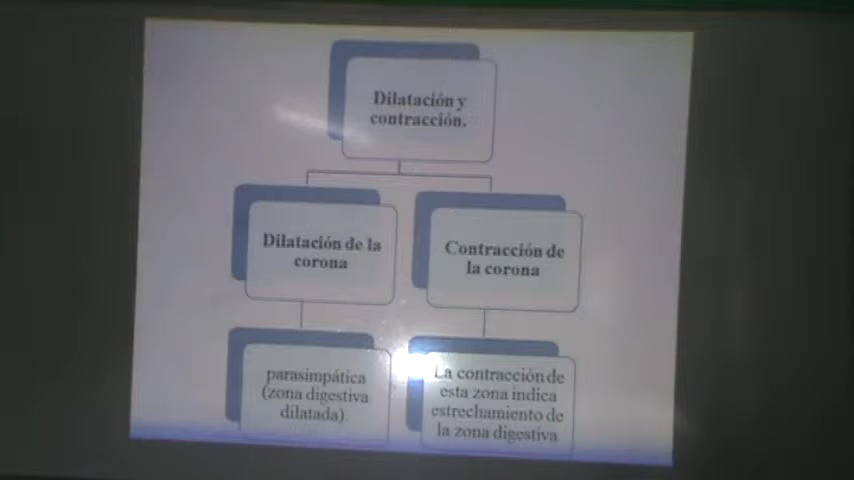 Dilatación y
contracción.
Dilatación de la
corona
Contracción de
la corona
parasimpática
(zona digestiva
dilatada).
La contracción de
esta zona indica
estrechamiento de
la zona digestiva